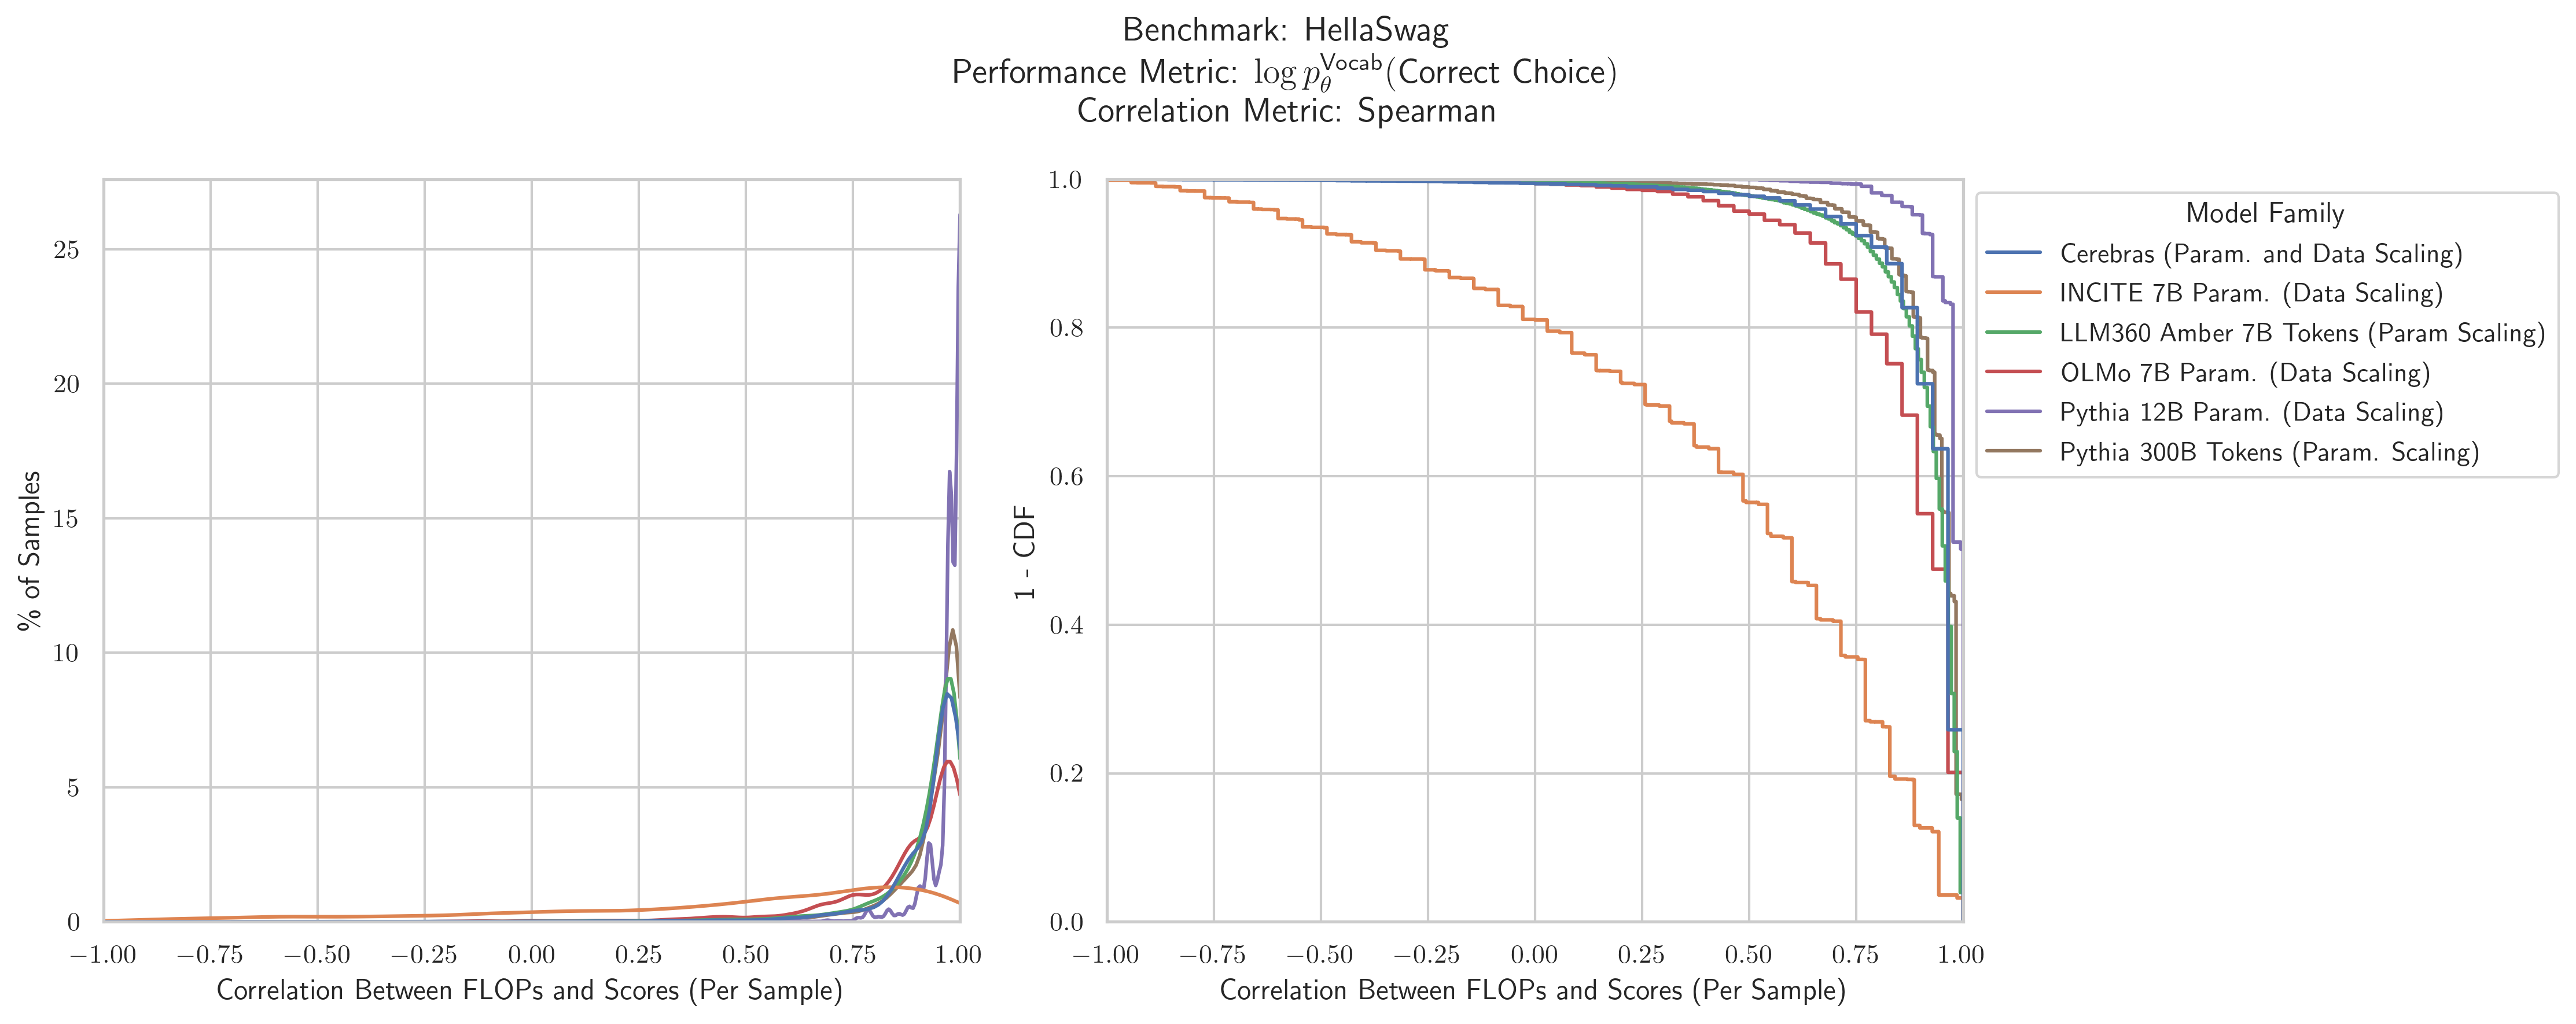 Benchmark: HellaSwag
Performance Metric: log p_θ^Vocab(Correct Choice)
Correlation Metric: Spearman
% of Samples
25
20
15
10
5
0
−1.00 −0.75 −0.50 −0.25 0.00 0.25 0.50 0.75 1.00
Correlation Between FLOPs and Scores (Per Sample)
1 - CDF
1.0
0.8
0.6
0.4
0.2
0.0
−1.00 −0.75 −0.50 −0.25 0.00 0.25 0.50 0.75 1.00
Correlation Between FLOPs and Scores (Per Sample)
Model Family
Cerebras (Param. and Data Scaling)
INCITE 7B Param. (Data Scaling)
LLM360 Amber 7B Tokens (Param Scaling)
OLMo 7B Param. (Data Scaling)
Pythia 12B Param. (Data Scaling)
Pythia 300B Tokens (Param. Scaling)